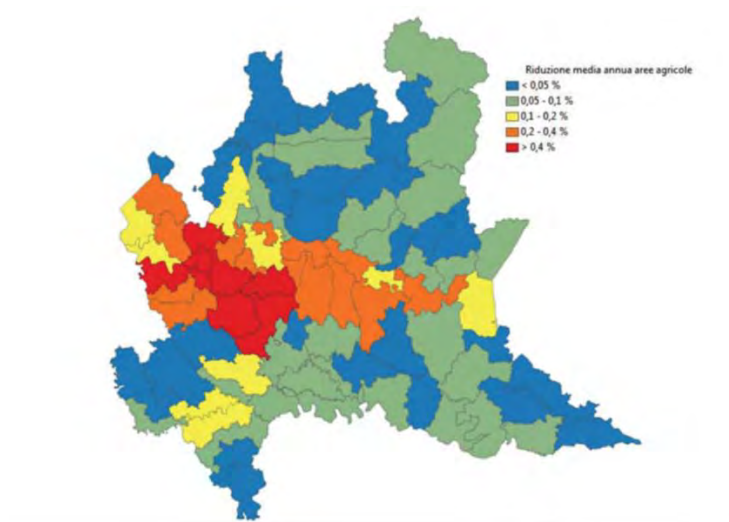 Riduzione media annua aree agricole
< 0,05 %
0,05 - 0,1 %
0,1 - 0,2 %
0,2 - 0,4 %
> 0,4 %